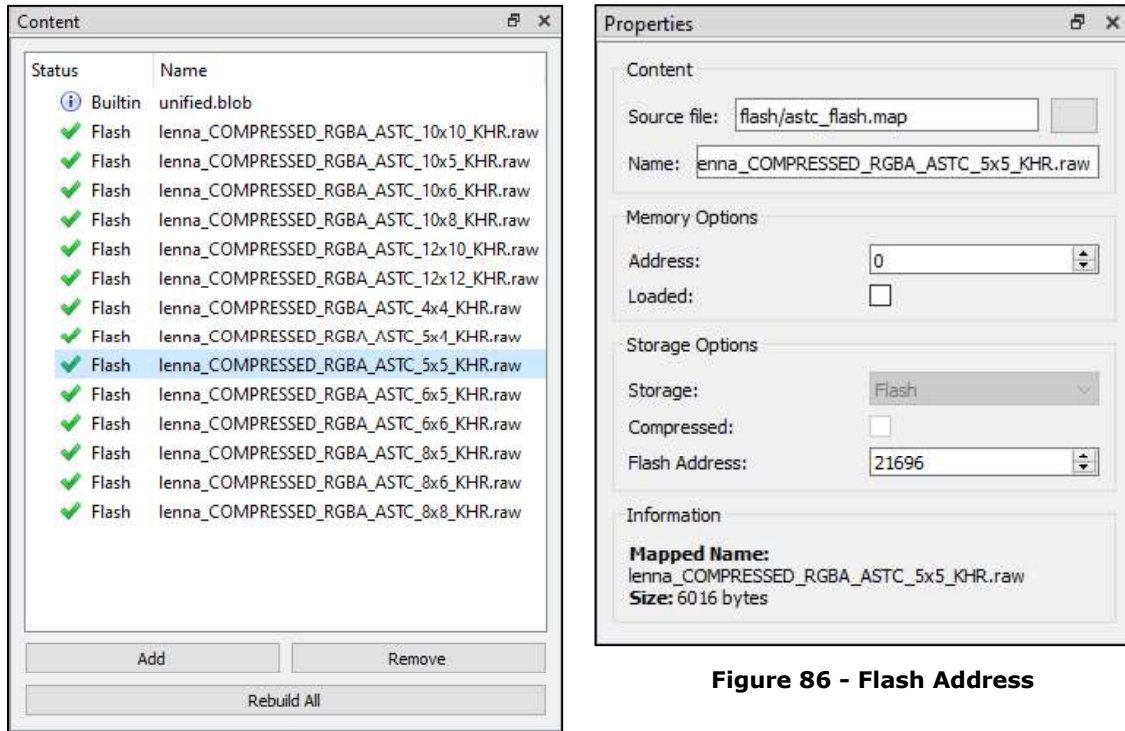 Content
Status Name
Builtin unified.blob
Flash lenna_COMPRESSED_RGBA_ASTC_10x10_KHR.raw
Flash lenna_COMPRESSED_RGBA_ASTC_10x5_KHR.raw
Flash lenna_COMPRESSED_RGBA_ASTC_10x6_KHR.raw
Flash lenna_COMPRESSED_RGBA_ASTC_10x8_KHR.raw
Flash lenna_COMPRESSED_RGBA_ASTC_12x10_KHR.raw
Flash lenna_COMPRESSED_RGBA_ASTC_12x12_KHR.raw
Flash lenna_COMPRESSED_RGBA_ASTC_4x4_KHR.raw
Flash lenna_COMPRESSED_RGBA_ASTC_5x4_KHR.raw
Flash lenna_COMPRESSED_RGBA_ASTC_5x5_KHR.raw
Flash lenna_COMPRESSED_RGBA_ASTC_6x5_KHR.raw
Flash lenna_COMPRESSED_RGBA_ASTC_6x6_KHR.raw
Flash lenna_COMPRESSED_RGBA_ASTC_8x5_KHR.raw
Flash lenna_COMPRESSED_RGBA_ASTC_8x6_KHR.raw
Flash lenna_COMPRESSED_RGBA_ASTC_8x8_KHR.raw
Add Remove
Rebuild All
Properties
Content
Source file: flash/astc_flash.map
Name: enna_COMPRESSED_RGBA_ASTC_5x5_KHR.raw
Memory Options
Address: 0
Loaded:
Storage Options
Storage: Flash
Compressed:
Flash Address: 21696
Information
Mapped Name:
lenna_COMPRESSED_RGBA_ASTC_5x5_KHR.raw
Size: 6016 bytes
Figure 86 - Flash Address